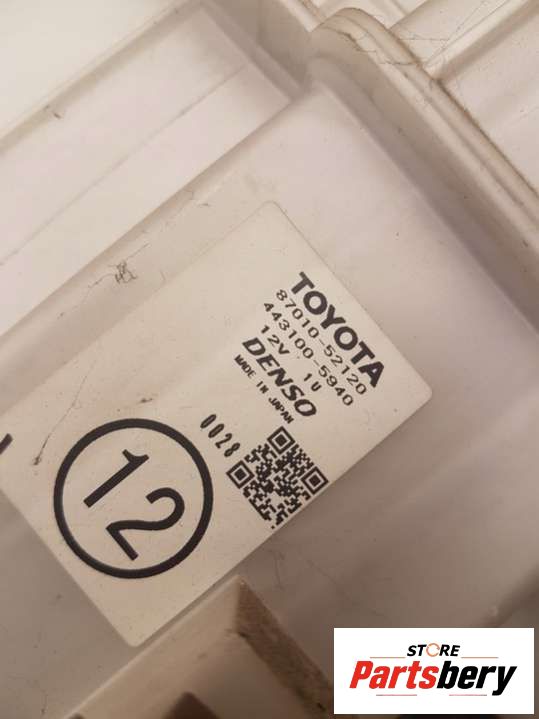 TOYOTA
87010-52120
443100-5940
12V 1U
DENSO
MADE IN JAPAN
0028
12
STORE
Partsbery